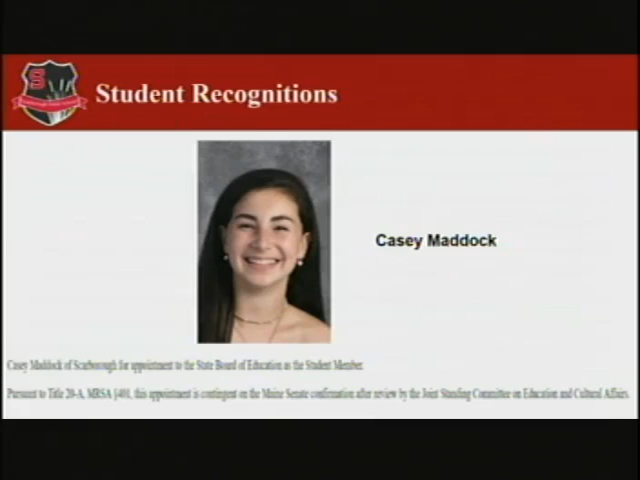 S
Student Recognitions
Casey Maddock
Casey Maddock of Scarborough for appointment to the State Board of Education as the Student Member.
Pursuant to Title 20-A, MRSA §401, this appointment is contingent on the Maine Senate confirmation after review by the Joint Standing Committee on Education and Cultural Affairs.